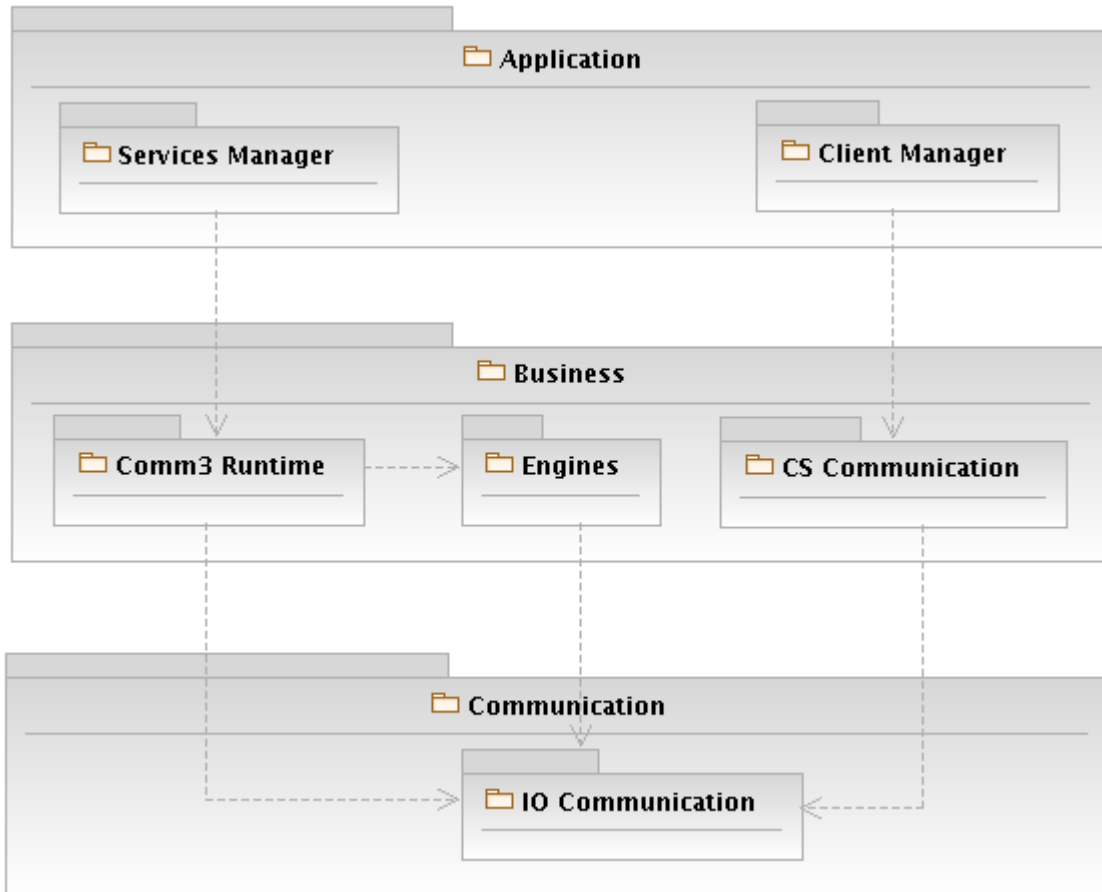 Application
Services Manager
Client Manager
Business
Comm3 Runtime
Engines
CS Communication
Communication
IO Communication